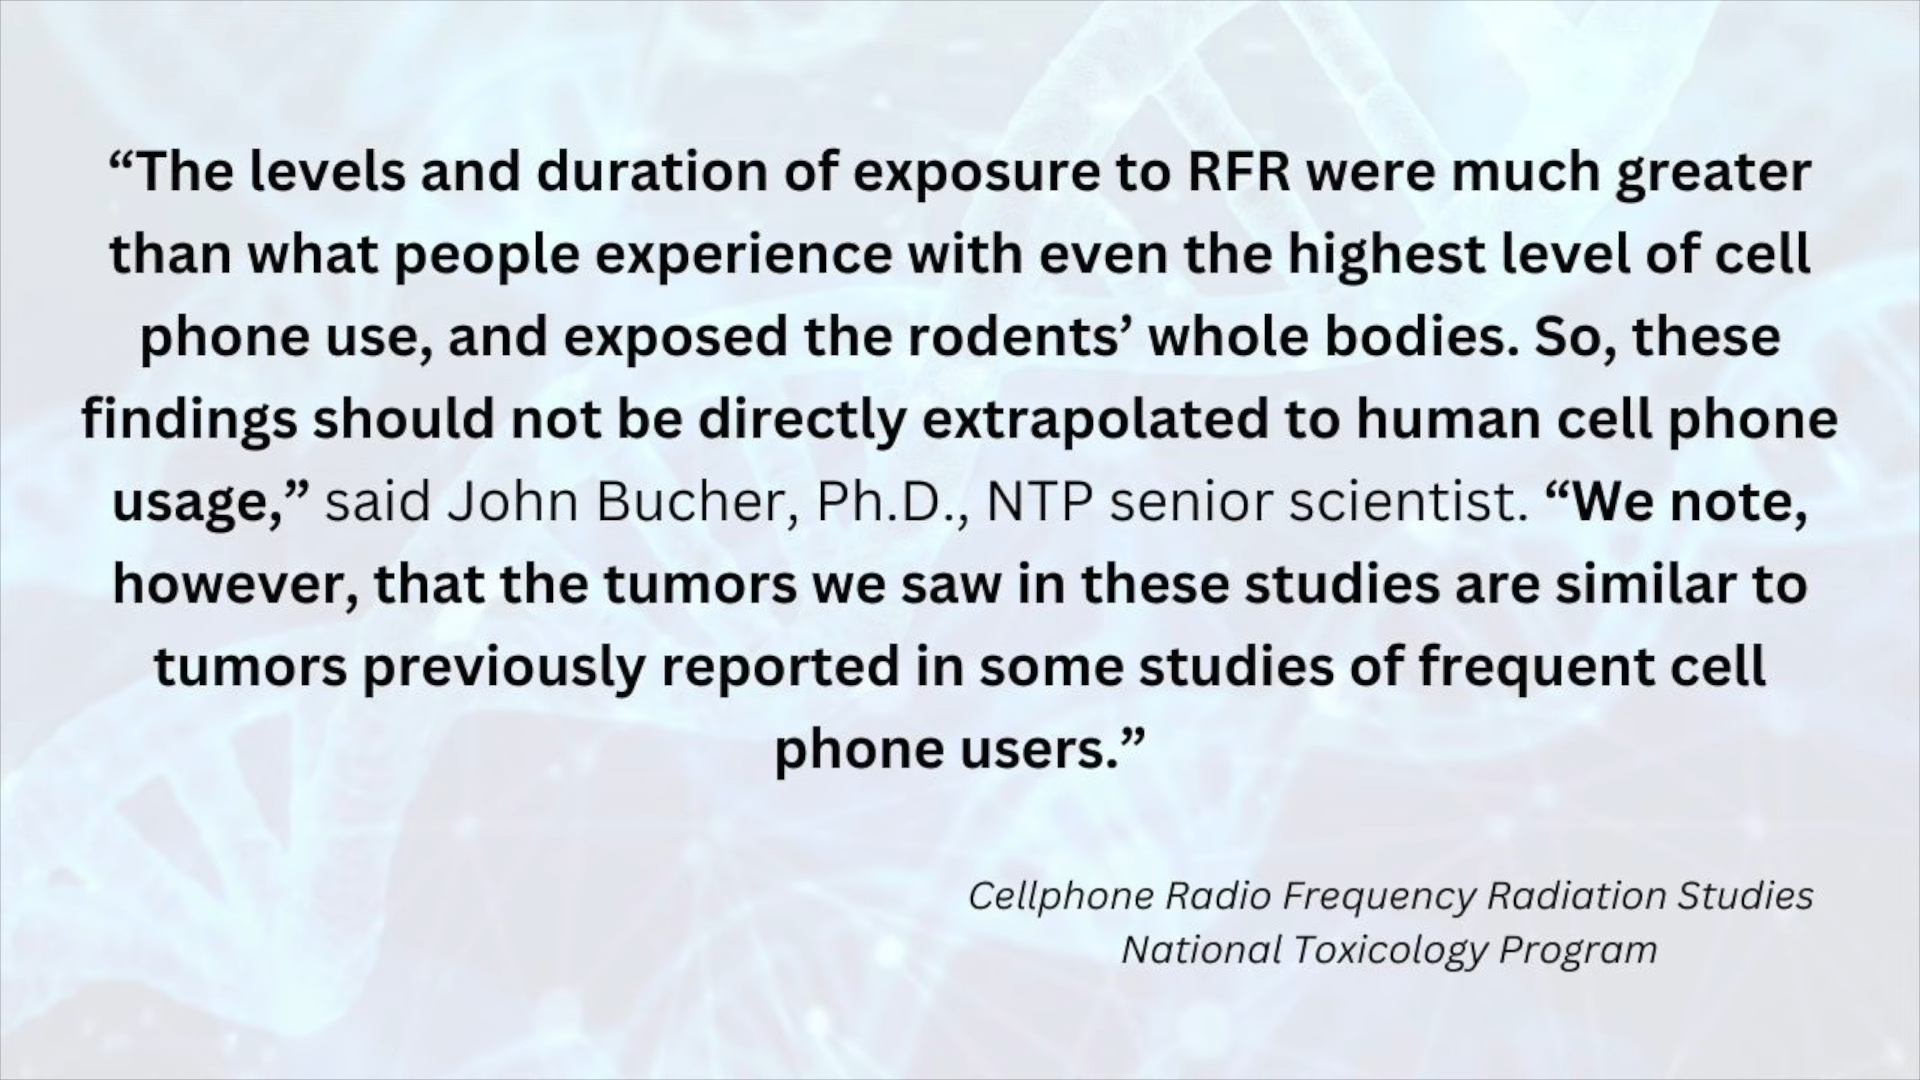 “The levels and duration of exposure to RFR were much greater
than what people experience with even the highest level of cell
phone use, and exposed the rodents’ whole bodies. So, these
findings should not be directly extrapolated to human cell phone
usage,” said John Bucher, Ph.D., NTP senior scientist. “We note,
however, that the tumors we saw in these studies are similar to
tumors previously reported in some studies of frequent cell
phone users.”
Cellphone Radio Frequency Radiation Studies
National Toxicology Program